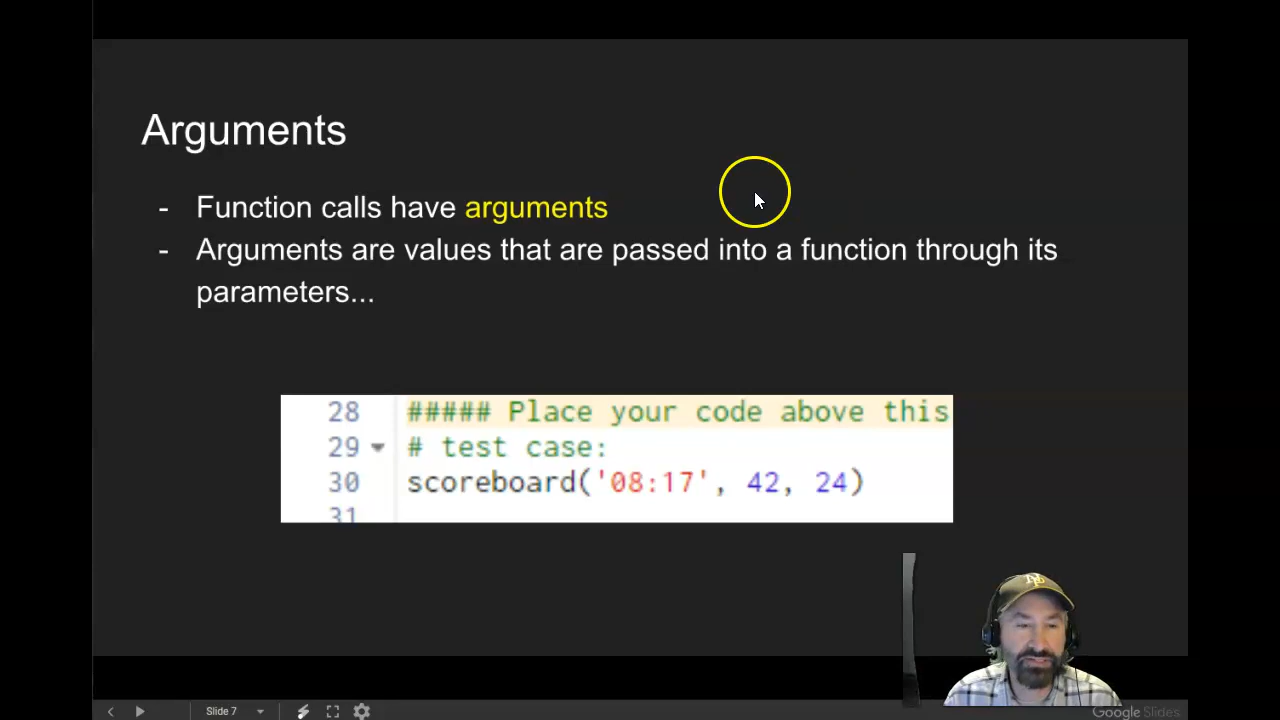 Arguments
- Function calls have arguments
- Arguments are values that are passed into a function through its
parameters...
28 ##### Place your code above this
29 # test case:
30 scoreboard('08:17', 42, 24)
31
Slide 7
Google Slides